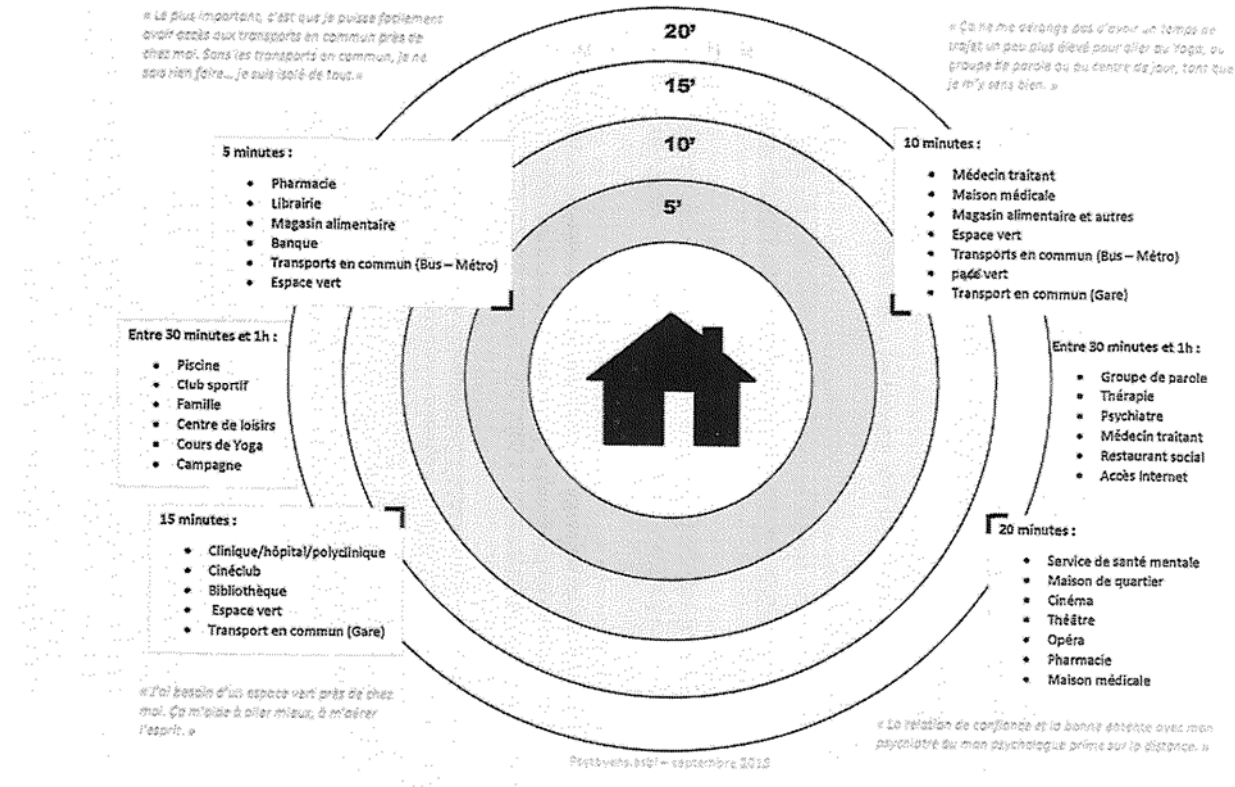 « Le plus important, c'est que je puisse facilement
avoir accès aux transports en commun près de
chez moi. Sans les transports en commun, je ne
sais rien faire... je suis isolé de tout. »
« Ça ne me dérange pas d'avoir un temps de
trajet un peu plus élevé pour aller au Yoga, au
groupe de parole ou au centre de jour, tant que
je m'y sens bien. »
20'
15'
10'
5'
5 minutes :
• Pharmacie
• Librairie
• Magasin alimentaire
• Banque
• Transports en commun (Bus – Métro)
• Espace vert
10 minutes :
• Médecin traitant
• Maison médicale
• Magasin alimentaire et autres
• Espace vert
• Transports en commun (Bus – Métro)
• vert
• Transport en commun (Gare)
Entre 30 minutes et 1h :
• Piscine
• Club sportif
• Famille
• Centre de loisirs
• Cours de Yoga
• Campagne
Entre 30 minutes et 1h :
• Groupe de parole
• Thérapie
• Psychiatre
• Médecin traitant
• Restaurant social
• Accès Internet
15 minutes :
• Clinique/hôpital/polyclinique
• Cinéclub
• Bibliothèque
• Espace vert
• Transport en commun (Gare)
20 minutes :
• Service de santé mentale
• Maison de quartier
• Cinéma
• Théâtre
• Opéra
• Pharmacie
• Maison médicale
« J'ai besoin d'un espace vert près de chez
moi. Ça m'aide à aller mieux, à m'aérer
l'esprit. »
« La relation de confiance et la bonne entente avec mon
psychiatre ou mon psychologue prime sur la distance. »
septembre